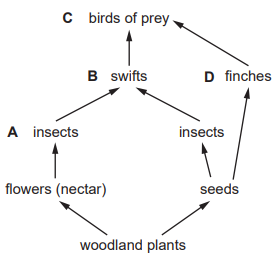 C birds of prey
B swifts
D finches
A insects
insects
flowers (nectar)
seeds
woodland plants